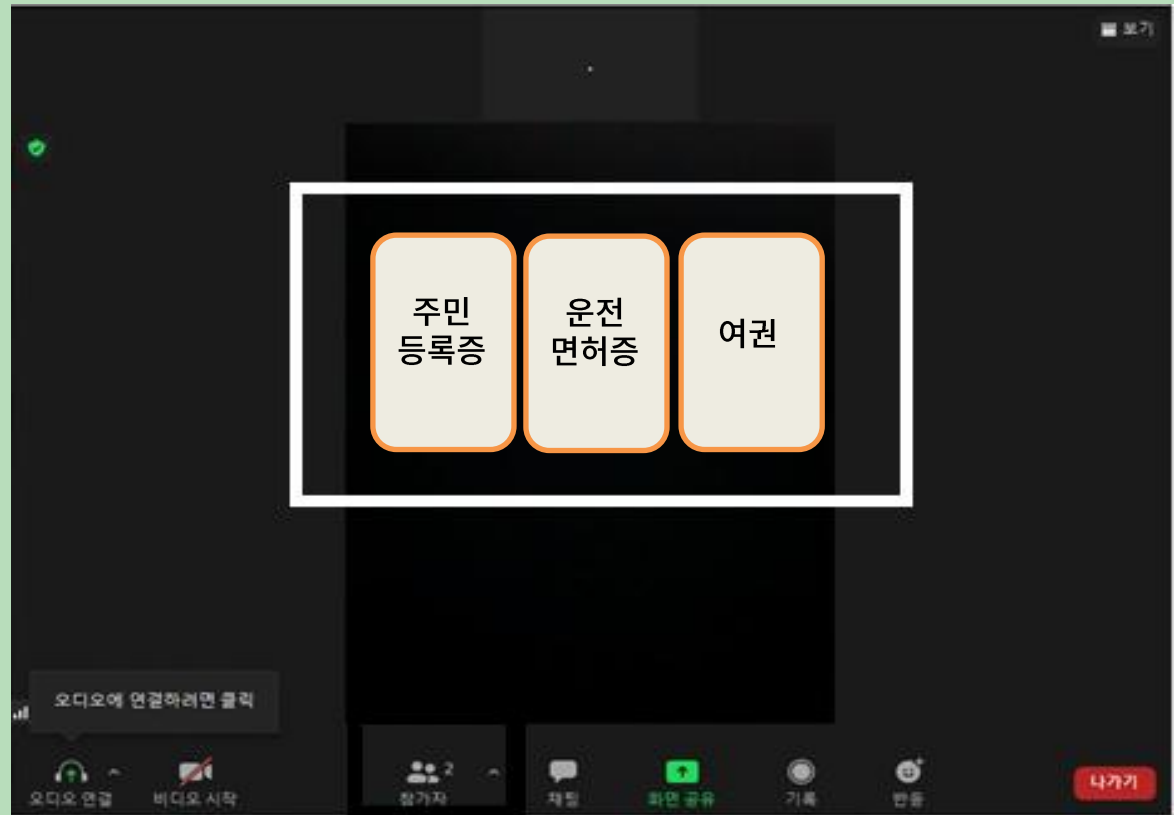 보기
주민
등록증
운전
면허증
여권
오디오에 연결하려면 클릭
오디오 연결
비디오 시작
참가자
2
채팅
화면 공유
기록
반응
나가기